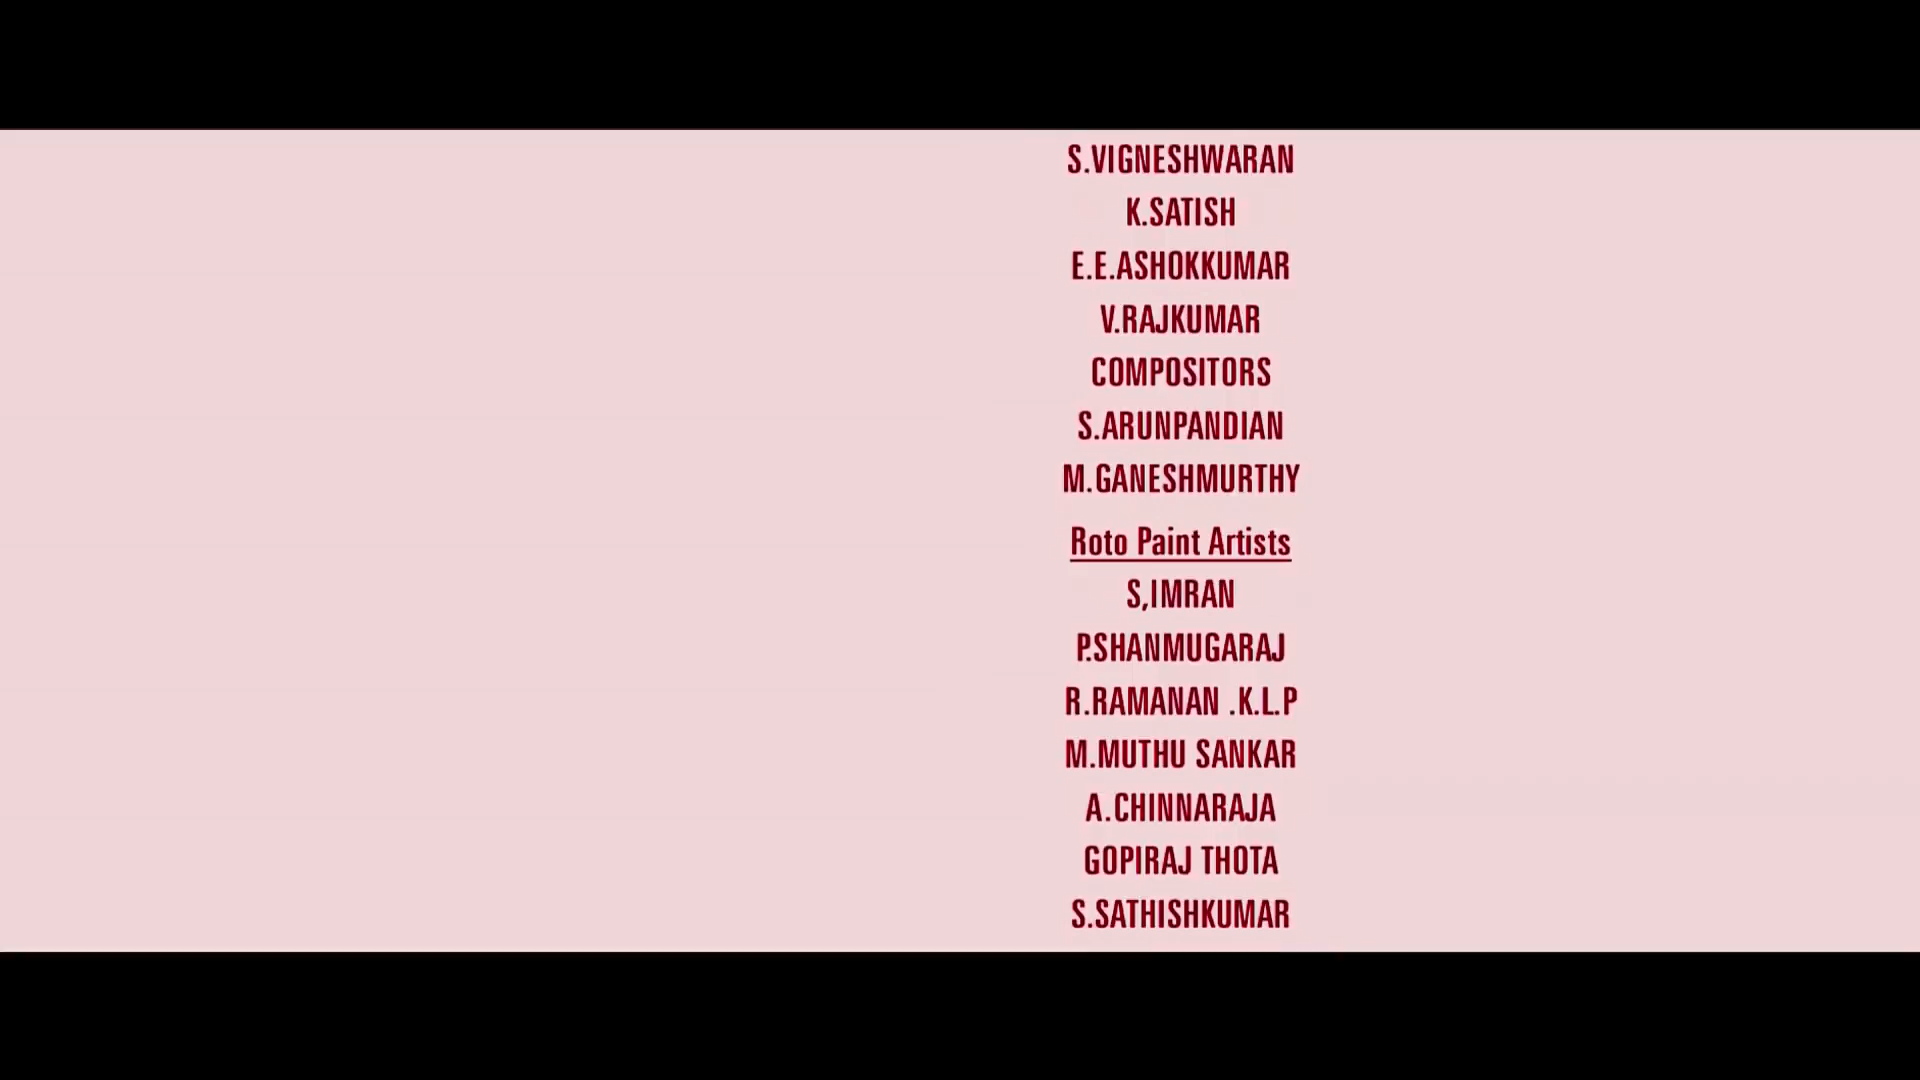 S.VIGNESHWARAN
K.SATISH
E.E.ASHOKKUMAR
V.RAJKUMAR
COMPOSITORS
S.ARUNPANDIAN
M.GANESHMURTHY
Roto Paint Artists
S,IMRAN
P.SHANMUGARAJ
R.RAMANAN .K.L.P
M.MUTHU SANKAR
A.CHINNARAJA
GOPIRAJ THOTA
S.SATHISHKUMAR